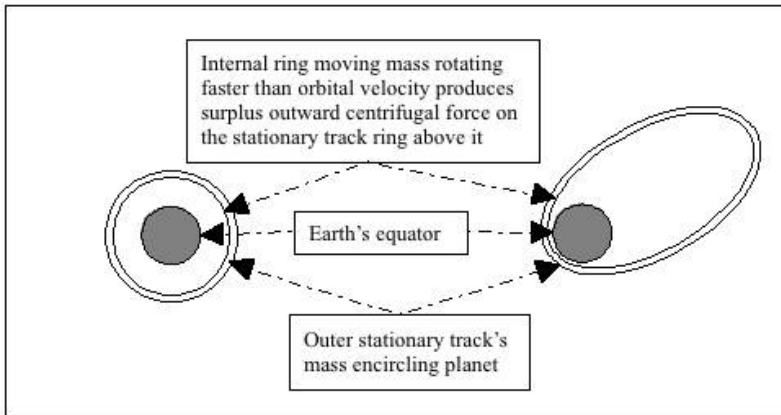 Internal ring moving mass rotating
faster than orbital velocity produces
surplus outward centrifugal force on
the stationary track ring above it
Earth's equator
Outer stationary track's
mass encircling planet